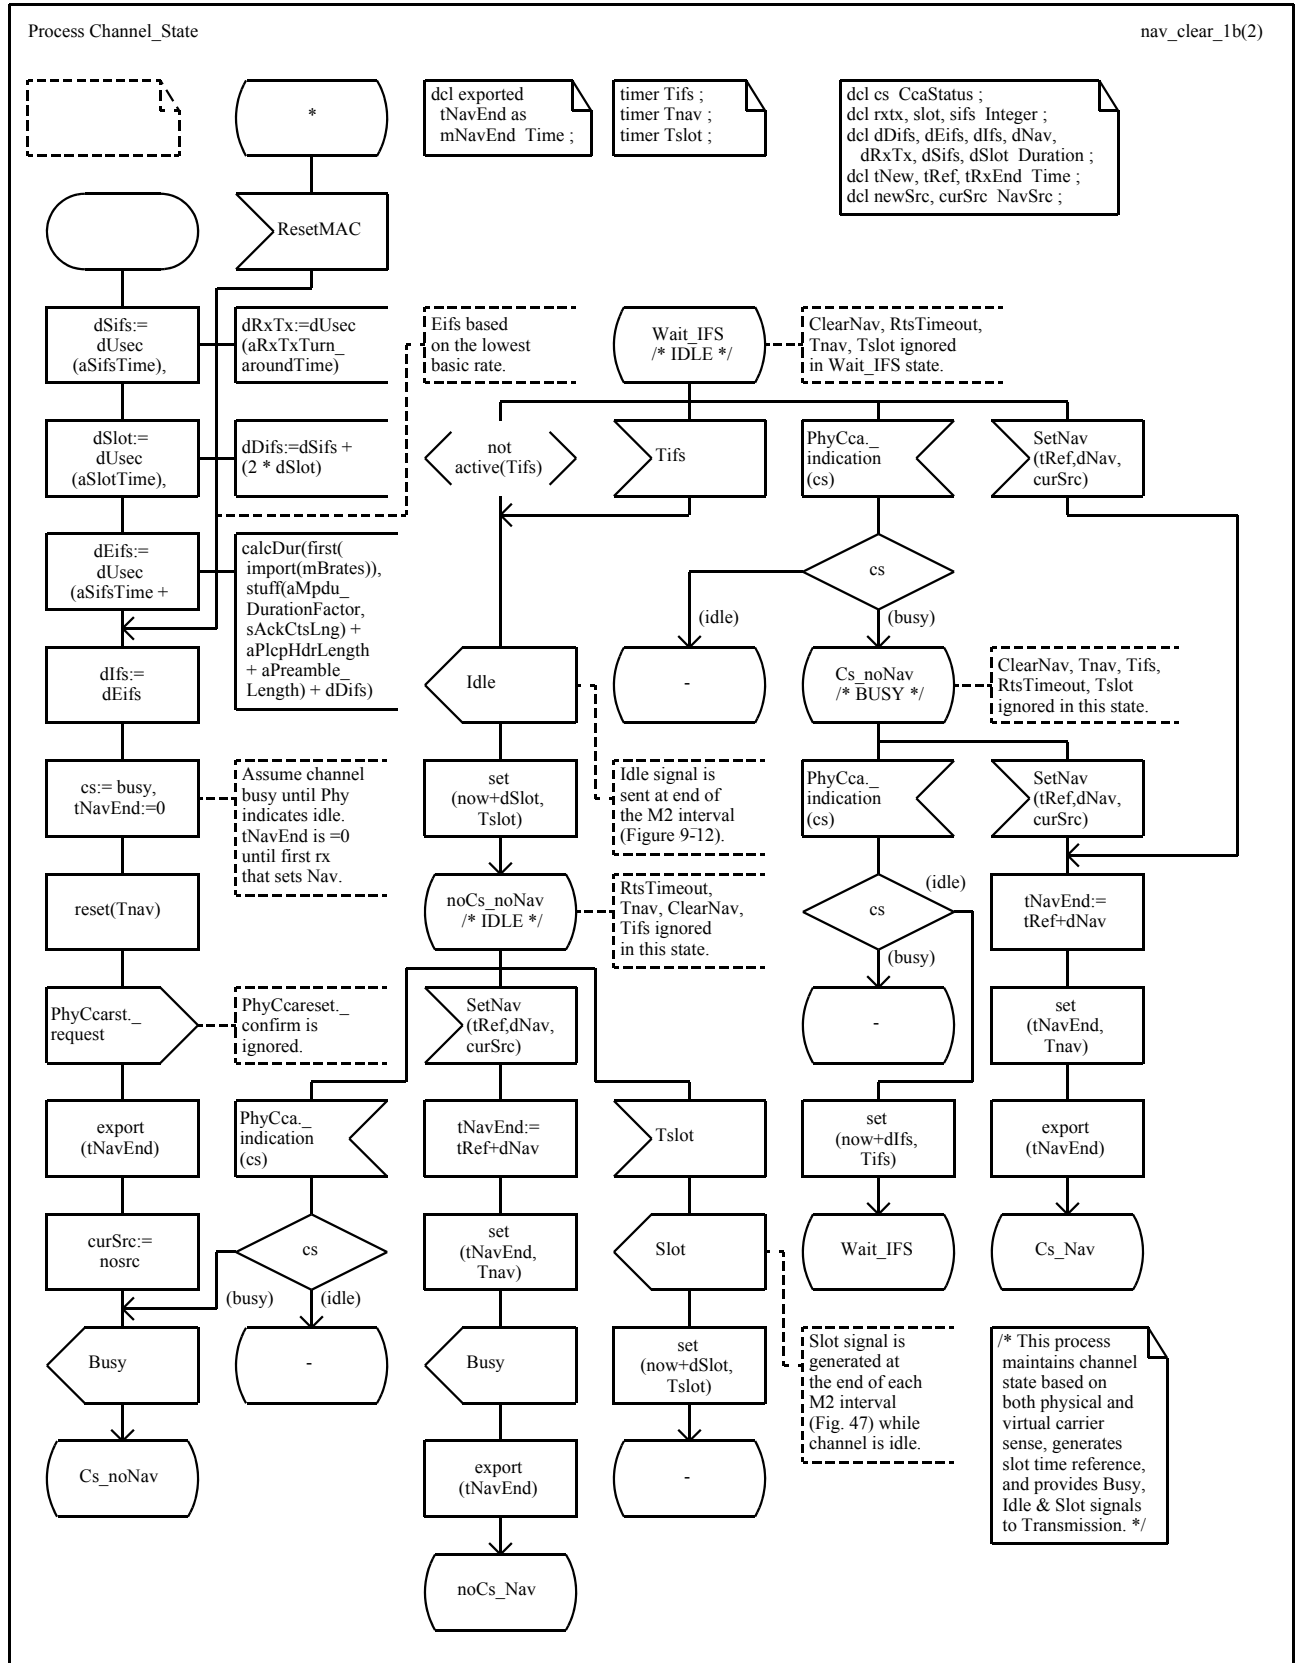 Process Channel_State
nav_clear_1b(2)
*
dcl exported
tNavEnd as
mNavEnd Time ;
timer Tifs ;
timer Tnav ;
timer Tslot ;
dcl cs CcaStatus ;
dcl rxtx, slot, sifs Integer ;
dcl dDifs, dEifs, dIfs, dNav,
dRxTx, dSifs, dSlot Duration ;
dcl tNew, tRef, tRxEnd Time ;
dcl newSrc, curSrc NavSrc ;
ResetMAC
dSifs:=
dUsec
(aSifsTime),
dRxTx:=dUsec
(aRxTxTurn_
aroundTime)
Eifs based
on the lowest
basic rate.
Wait_IFS
/* IDLE */
ClearNav, RtsTimeout,
Tnav, Tslot ignored
in Wait_IFS state.
dSlot:=
dUsec
(aSlotTime),
dDifs:=dSifs +
(2 * dSlot)
not
active(Tifs)
Tifs
PhyCca._
indication
(cs)
SetNav
(tRef,dNav,
curSrc)
dEifs:=
dUsec
(aSifsTime +
calcDur(first(
import(mBrates)),
stuff(aMpdu_
DurationFactor,
sAckCtsLng) +
aPlcpHdrLength
+ aPreamble_
Length) + dDifs)
cs
(idle)
(busy)
dIfs:=
dEifs
Idle
-
Cs_noNav
/* BUSY */
ClearNav, Tnav, Tifs,
RtsTimeout, Tslot
ignored in this state.
cs:= busy,
tNavEnd:=0
Assume channel
busy until Phy
indicates idle.
tNavEnd is =0
until first rx
that sets Nav.
set
(now+dSlot,
Tslot)
Idle signal is
sent at end of
the M2 interval
(Figure 9-12).
PhyCca._
indication
(cs)
SetNav
(tRef,dNav,
curSrc)
reset(Tnav)
noCs_noNav
/* IDLE */
RtsTimeout,
Tnav, ClearNav,
Tifs ignored
in this state.
cs
(idle)
(busy)
tNavEnd:=
tRef+dNav
PhyCcarst._
request
PhyCcareset._
confirm is
ignored.
SetNav
(tRef,dNav,
curSrc)
-
set
(tNavEnd,
Tnav)
export
(tNavEnd)
PhyCca._
indication
(cs)
tNavEnd:=
tRef+dNav
Tslot
set
(now+dIfs,
Tifs)
export
(tNavEnd)
curSrc:=
nosrc
cs
(busy)
(idle)
set
(tNavEnd,
Tnav)
Slot
Wait_IFS
Cs_Nav
Busy
-
Busy
set
(now+dSlot,
Tslot)
Slot signal is
generated at
the end of each
M2 interval
(Fig. 47) while
channel is idle.
/* This process
maintains channel
state based on
both physical and
virtual carrier
sense, generates
slot time reference,
and provides Busy,
Idle & Slot signals
to Transmission. */
Cs_noNav
export
(tNavEnd)
-
noCs_Nav